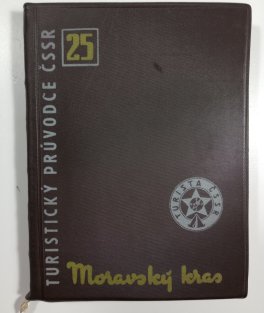 TURISTICKÝ PRŮVODCE ČSSR
25
TURISTA ČSSR
Moravský kras